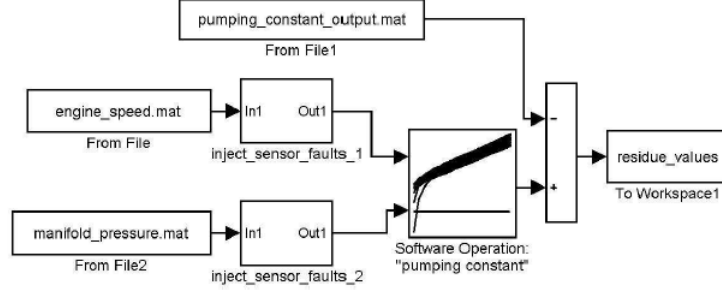 pumping_constant_output.mat
From File1
engine_speed.mat
From File
In1
Out1
inject_sensor_faults_1
−
+
residue_values
To Workspace1
manifold_pressure.mat
From File2
In1
Out1
inject_sensor_faults_2
Software Operation:
"pumping constant"